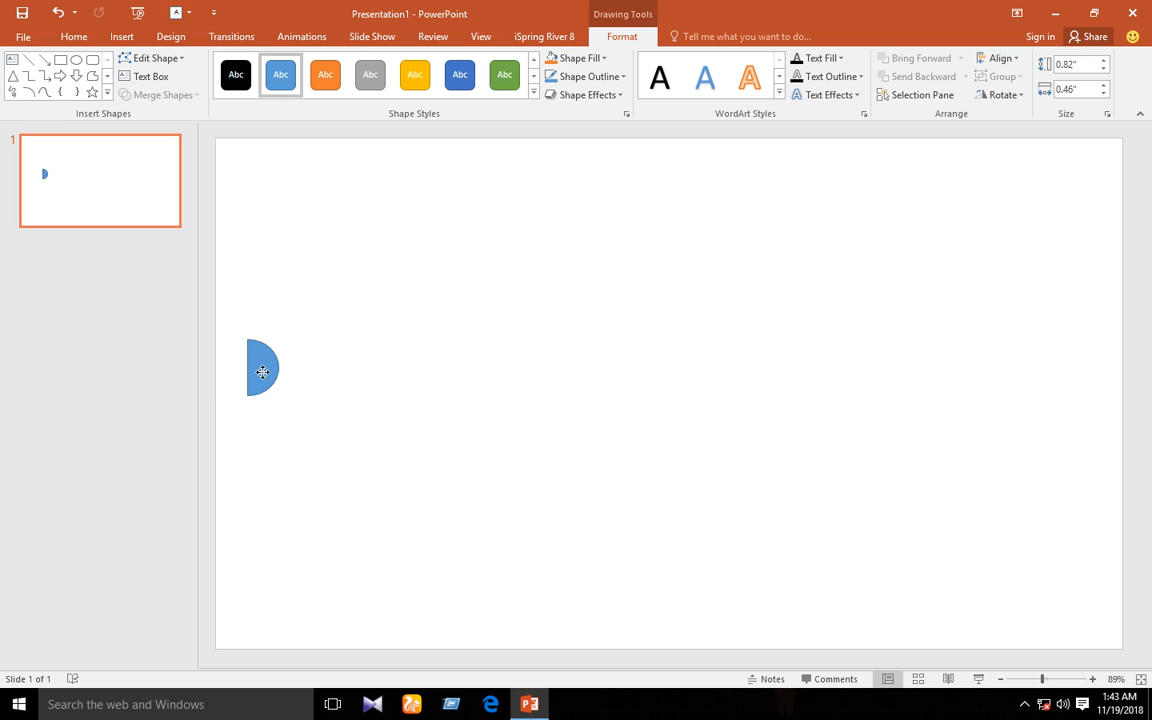 Presentation1 - PowerPoint
Drawing Tools
File Home Insert Design Transitions Animations Slide Show Review View iSpring River 8 Format Tell me what you want to do... Sign in Share
Edit Shape
Text Box
Merge Shapes
Insert Shapes
Abc Abc Abc Abc Abc Abc Abc
Shape Fill
Shape Outline
Shape Effects
Shape Styles
A A A
Text Fill
Text Outline
Text Effects
WordArt Styles
Bring Forward
Send Backward
Selection Pane
Align
Group
Rotate
Arrange
0.82"
0.46"
Size
1
Slide 1 of 1
Notes Comments 89%
Search the web and Windows
1:43 AM
11/19/2018